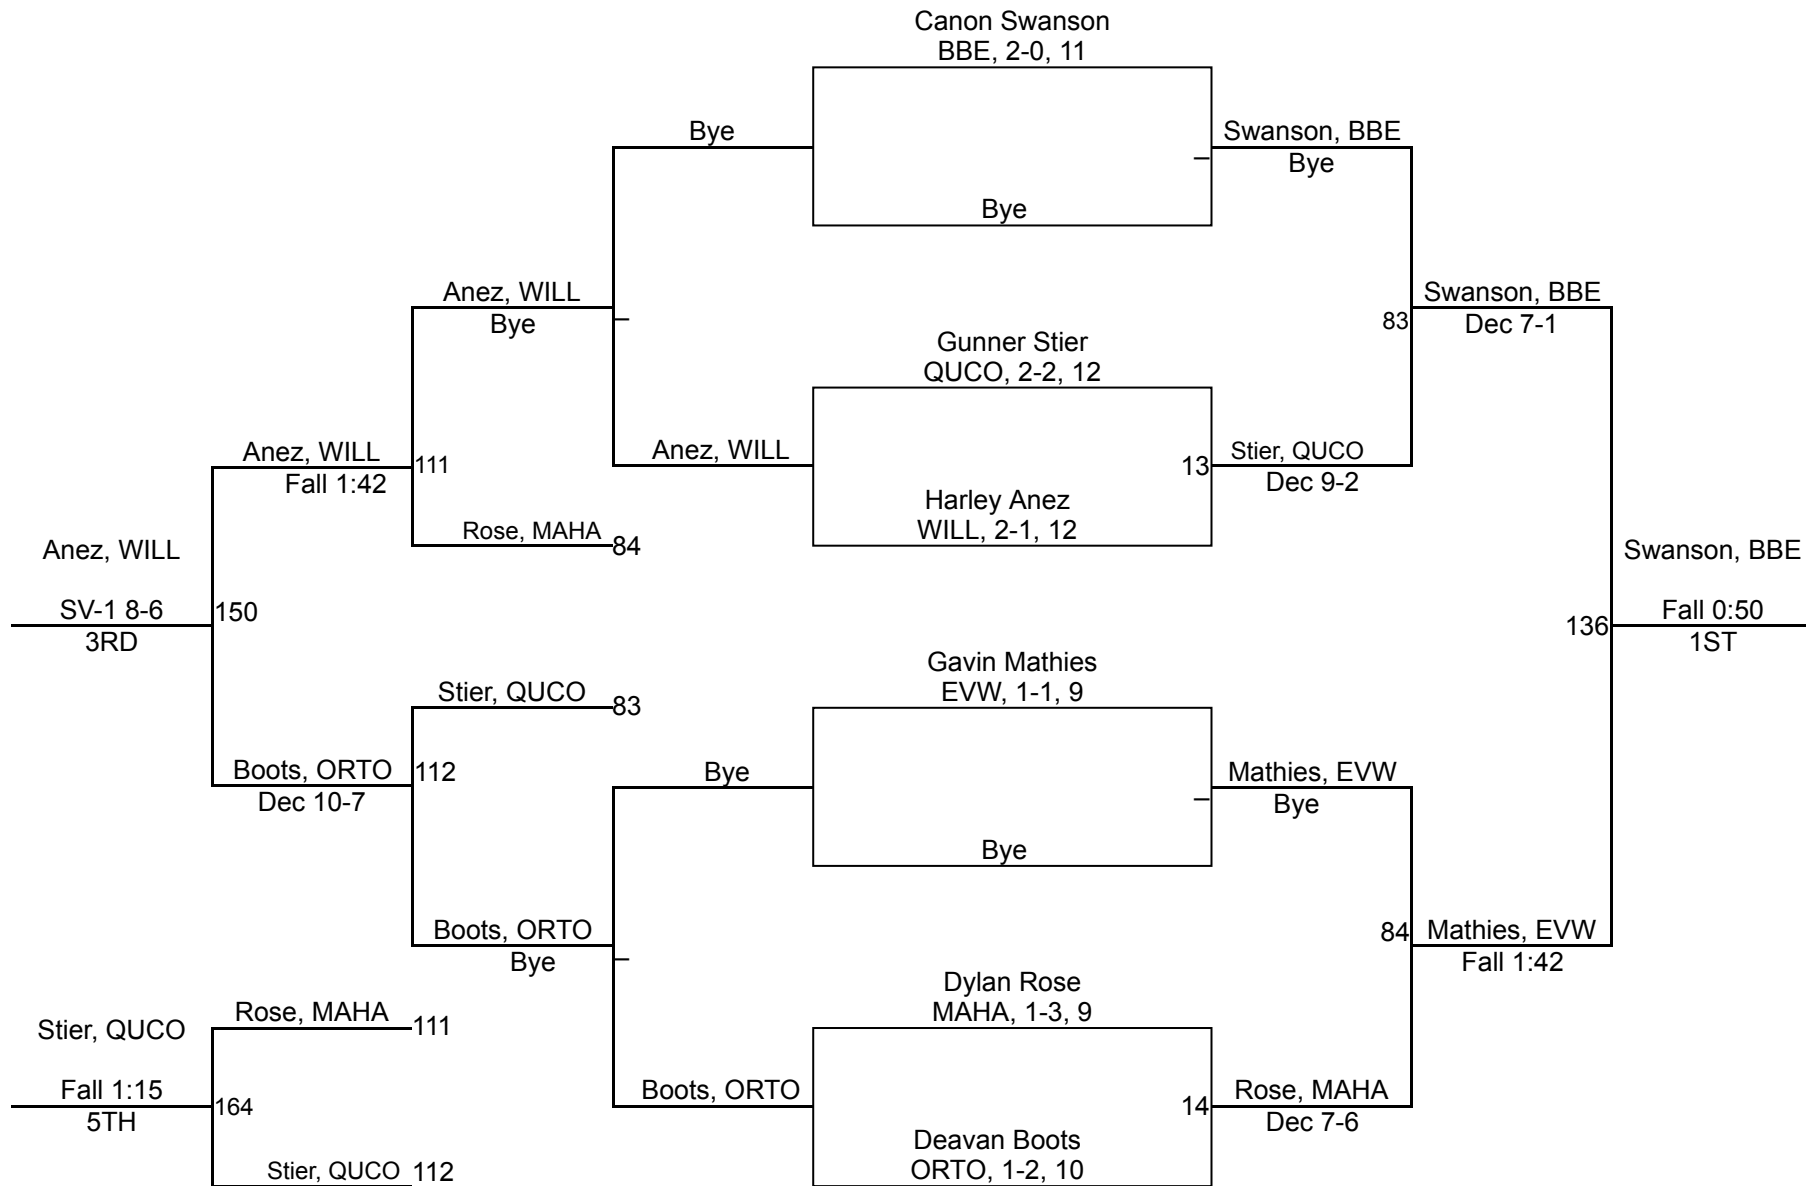 Canon Swanson
BBE, 2-0, 11
Bye
Swanson, BBE
Bye
Bye
Anez, WILL
Bye
Swanson, BBE
83
Dec 7-1
Gunner Stier
QUCO, 2-2, 12
Anez, WILL
111
Fall 1:42
Anez, WILL
13
Stier, QUCO
Dec 9-2
Harley Anez
WILL, 2-1, 12
Rose, MAHA
84
Anez, WILL
SV-1 8-6
150
3RD
Swanson, BBE
136
Fall 0:50
1ST
Gavin Mathies
EVW, 1-1, 9
Stier, QUCO
83
Boots, ORTO
112
Dec 10-7
Bye
Mathies, EVW
Bye
Bye
Boots, ORTO
Bye
84
Mathies, EVW
Fall 1:42
Dylan Rose
MAHA, 1-3, 9
Rose, MAHA
111
Stier, QUCO
Fall 1:15
164
5TH
Boots, ORTO
14
Rose, MAHA
Dec 7-6
Deavan Boots
ORTO, 1-2, 10
Stier, QUCO
112